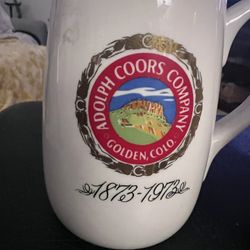 ADOLPH COORS COMPANY
GOLDEN, COLO.
1873-1973